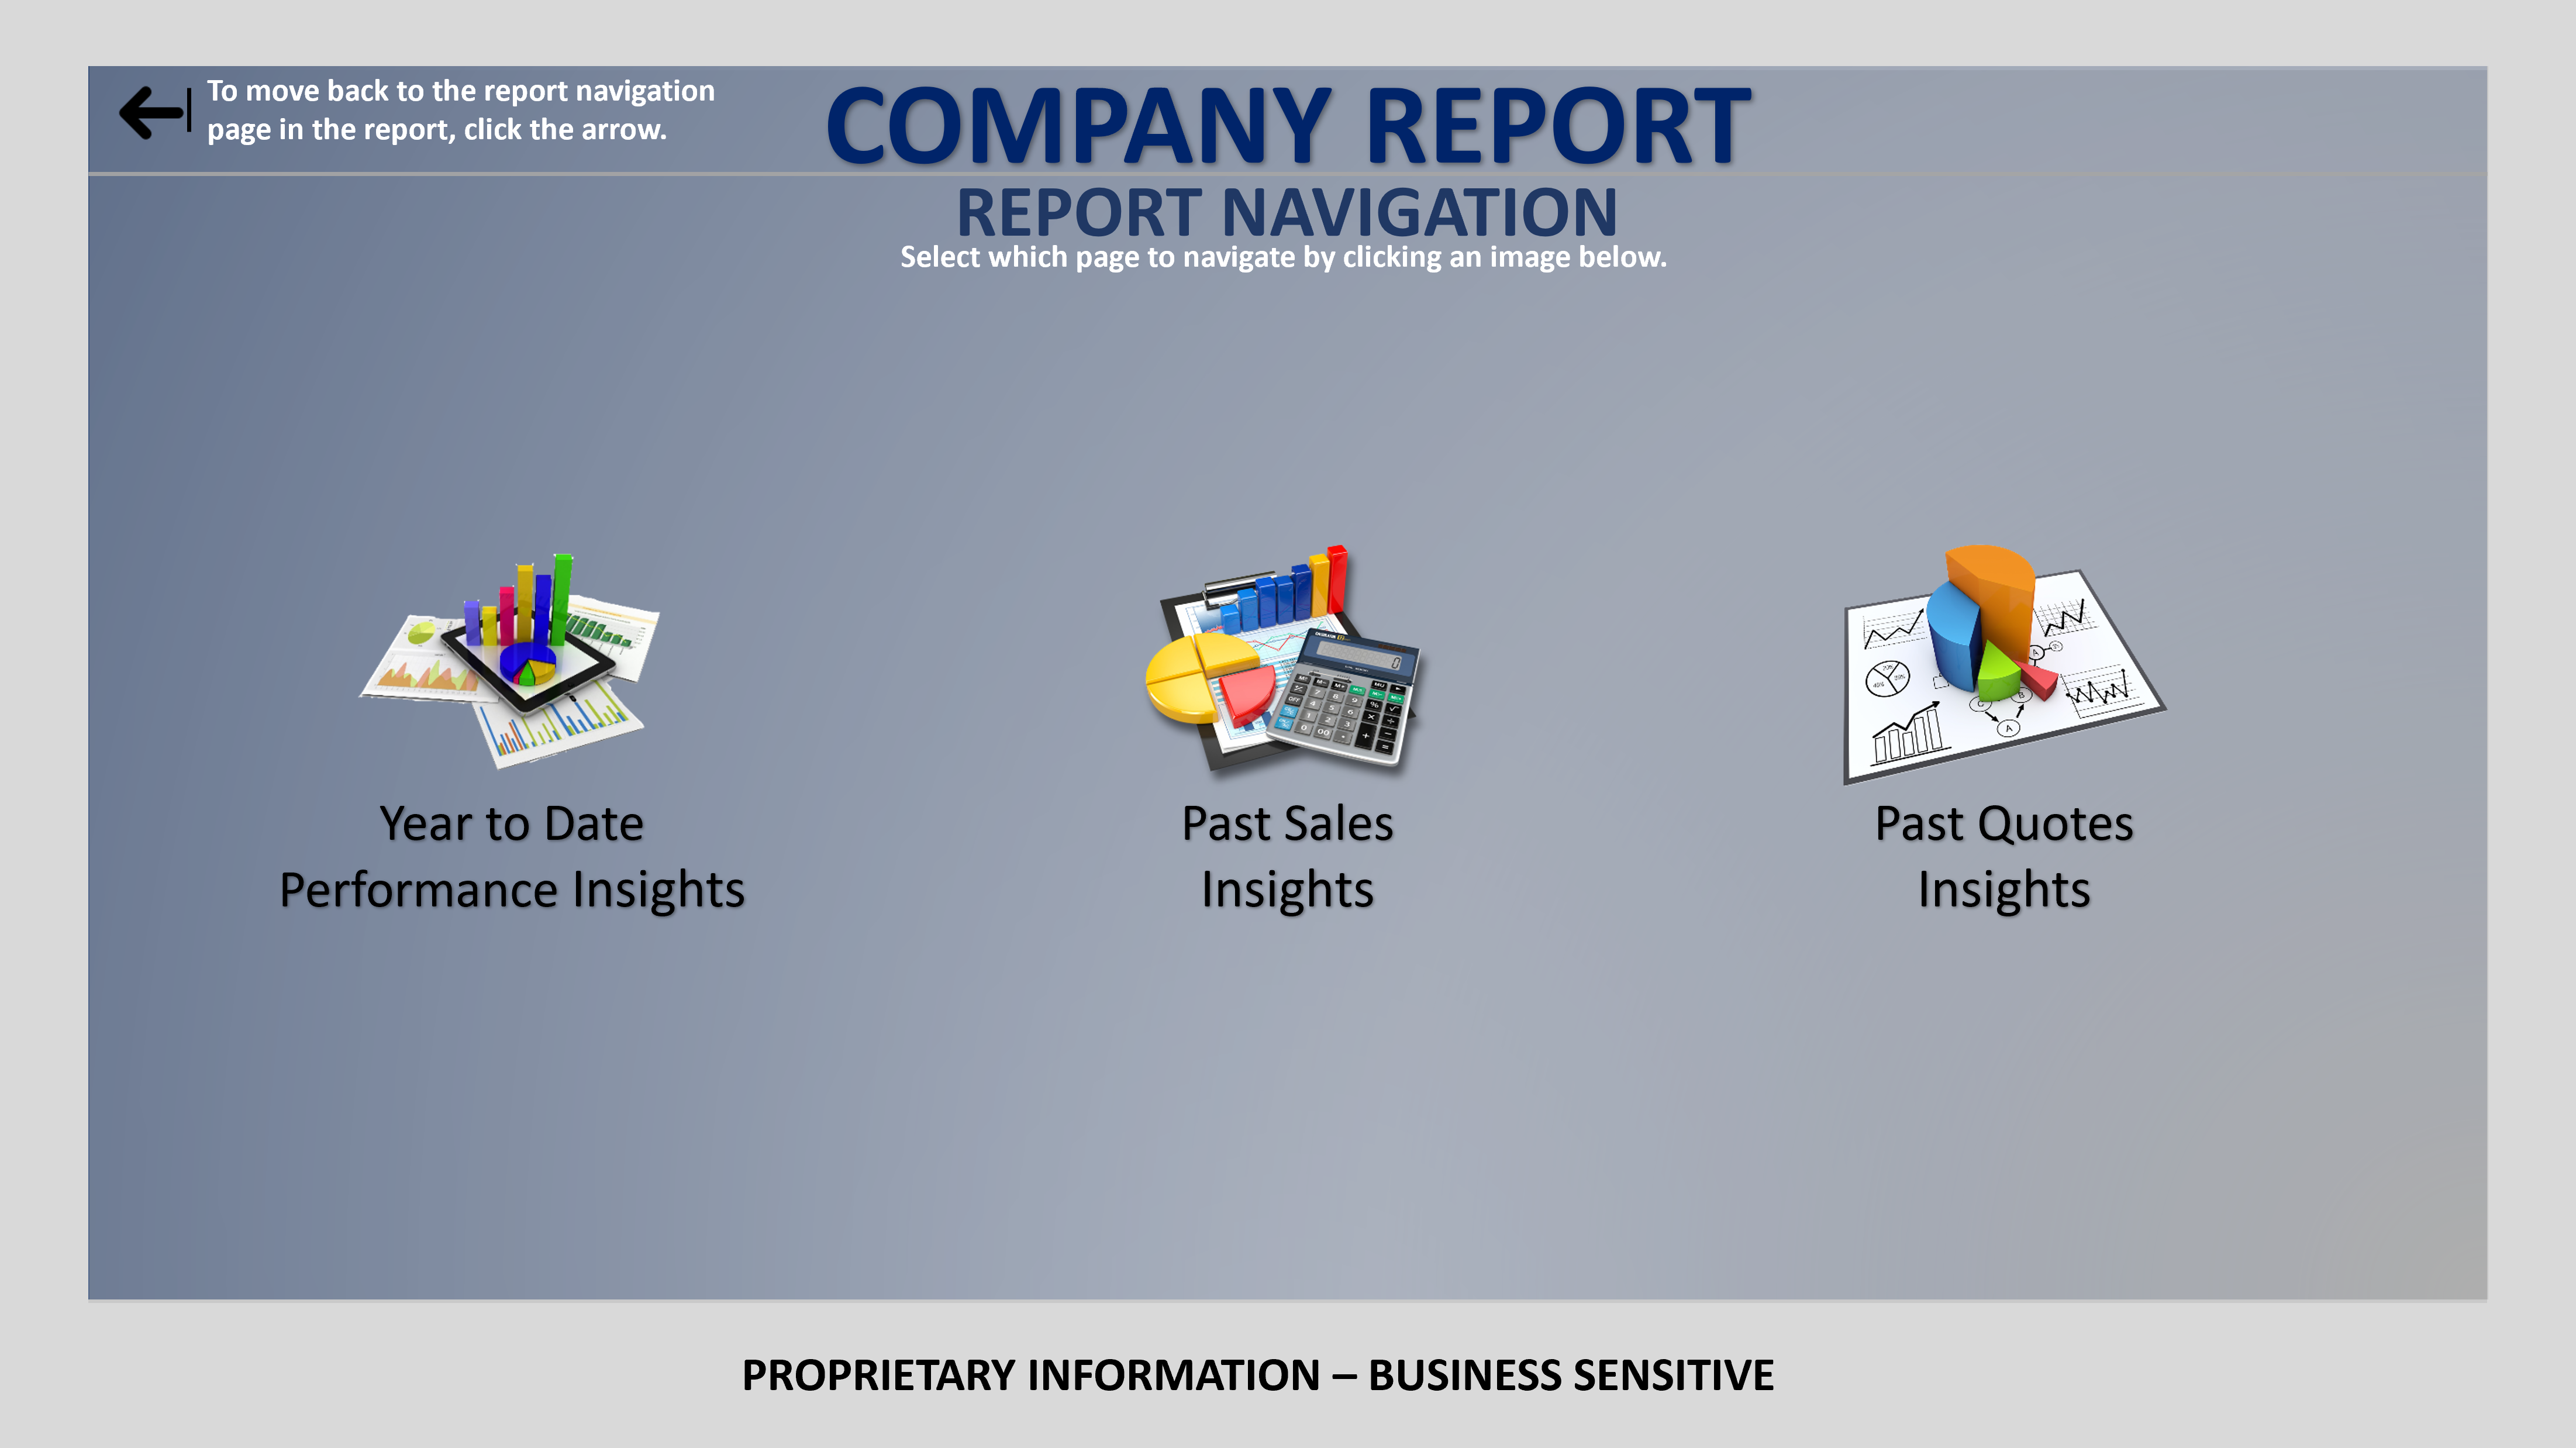 To move back to the report navigation
page in the report, click the arrow.
COMPANY REPORT
REPORT NAVIGATION
Select which page to navigate by clicking an image below.
Year to Date
Performance Insights
Past Sales
Insights
Past Quotes
Insights
PROPRIETARY INFORMATION – BUSINESS SENSITIVE